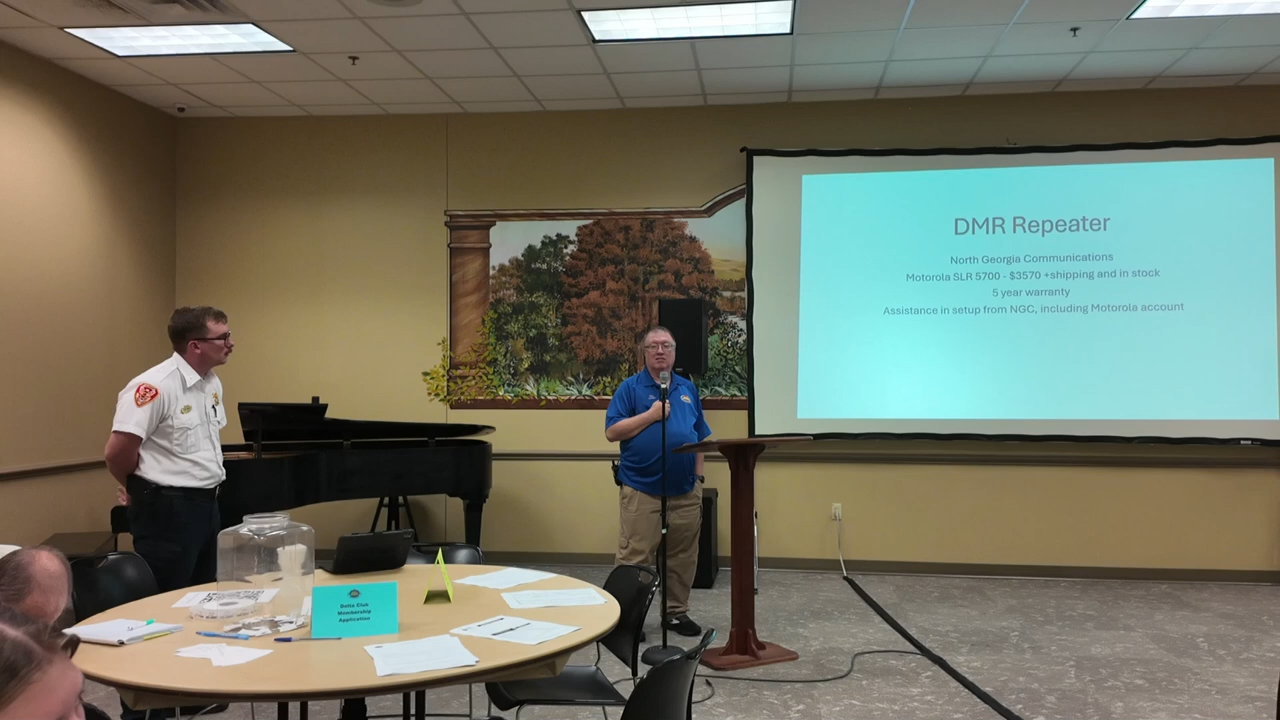 DMR Repeater
North Georgia Communications
Motorola SLR 5700 - $3570 +shipping and in stock
5 year warranty
Assistance in setup from NGC, including Motorola account
Delta Club
Membership
Application